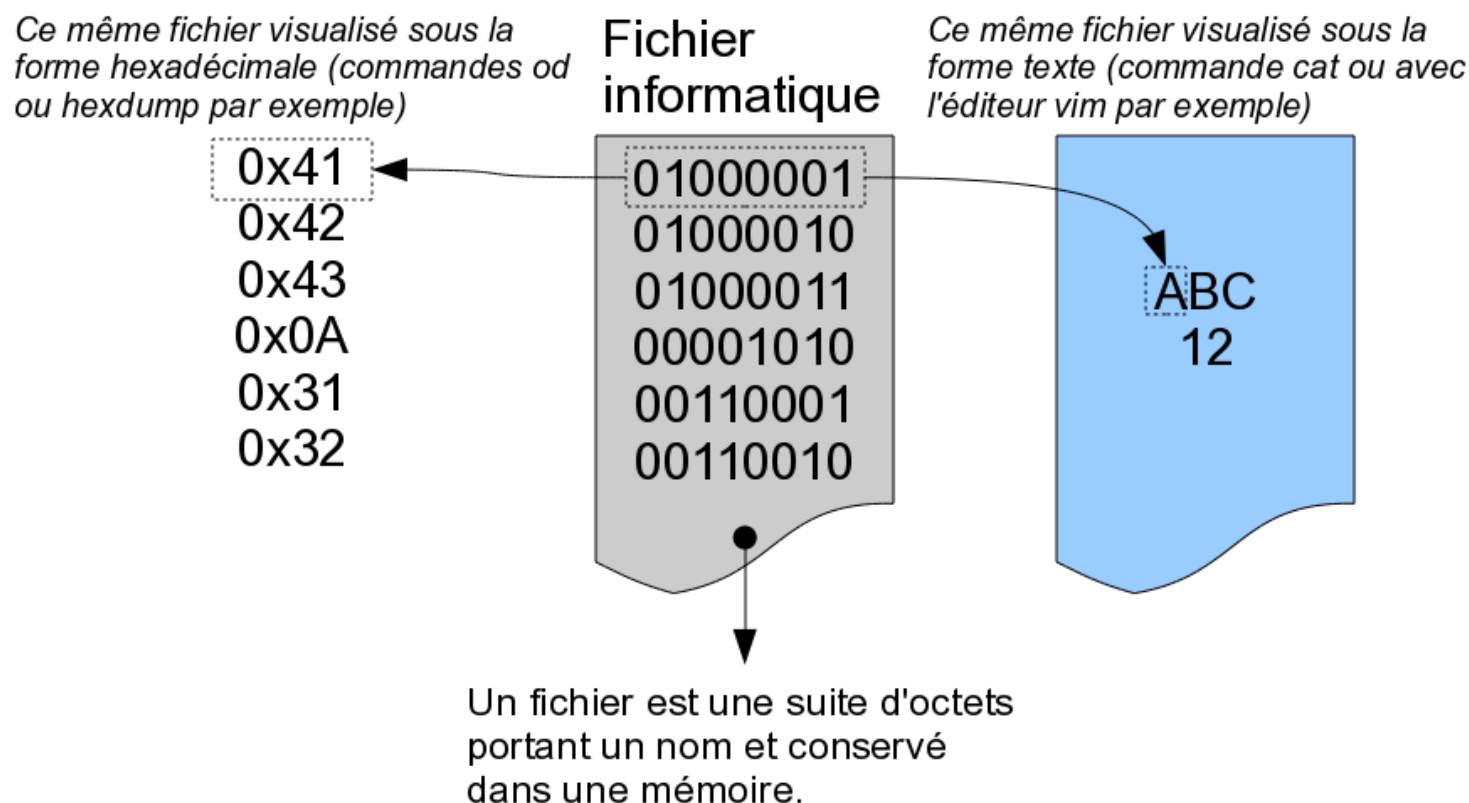 Ce même fichier visualisé sous la
forme hexadécimale (commandes od
ou hexdump par exemple)
0x41
0x42
0x43
0x0A
0x31
0x32
Fichier
informatique
01000001
01000010
01000011
00001010
00110001
00110010
Ce même fichier visualisé sous la
forme texte (commande cat ou avec
l'éditeur vim par exemple)
ABC
12
Un fichier est une suite d'octets
portant un nom et conservé
dans une mémoire.